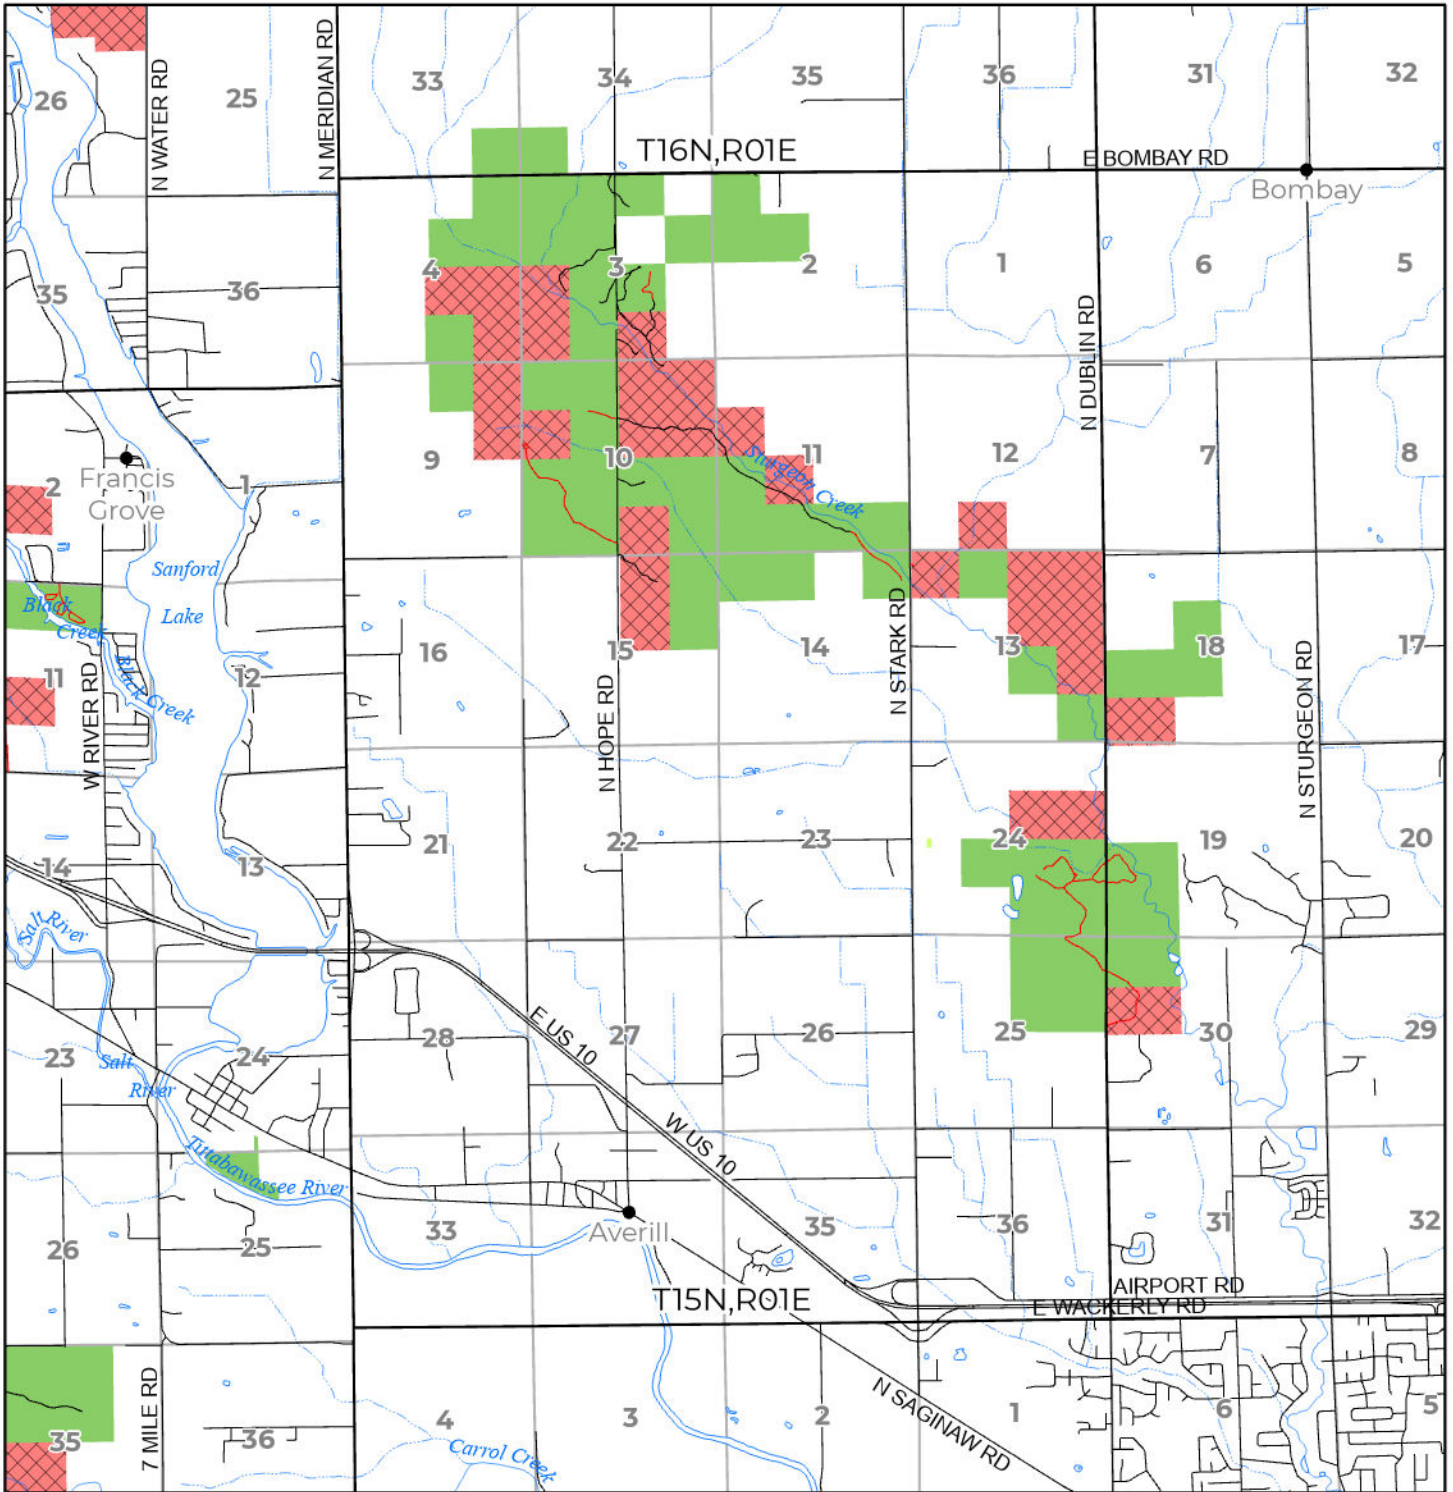 33
34
35
36
31
32
26
25
N WATER RD
N MERIDIAN RD
T16N,R01E
E BOMBAY RD
Bombay
35
36
4
3
2
1
6
5
N DUBLIN RD
Francis
Grove
2
1
9
10
11
12
7
8
Sturgeon Creek
Sanford
Lake
Black
Creek
Black Creek
W RIVER RD
11
12
16
15
14
13
18
17
N HOPE RD
N STARK RD
N STURGEON RD
14
13
21
22
23
24
19
20
Salt River
E US 10
23
24
28
27
26
25
30
29
Salt
River
W US 10
Tittabawassee River
26
25
33
Averill
35
36
31
32
T15N,R01E
AIRPORT RD
E WACKERLY RD
7 MILE RD
35
36
4
3
2
1
6
5
N SAGINAW RD
Carrol Creek